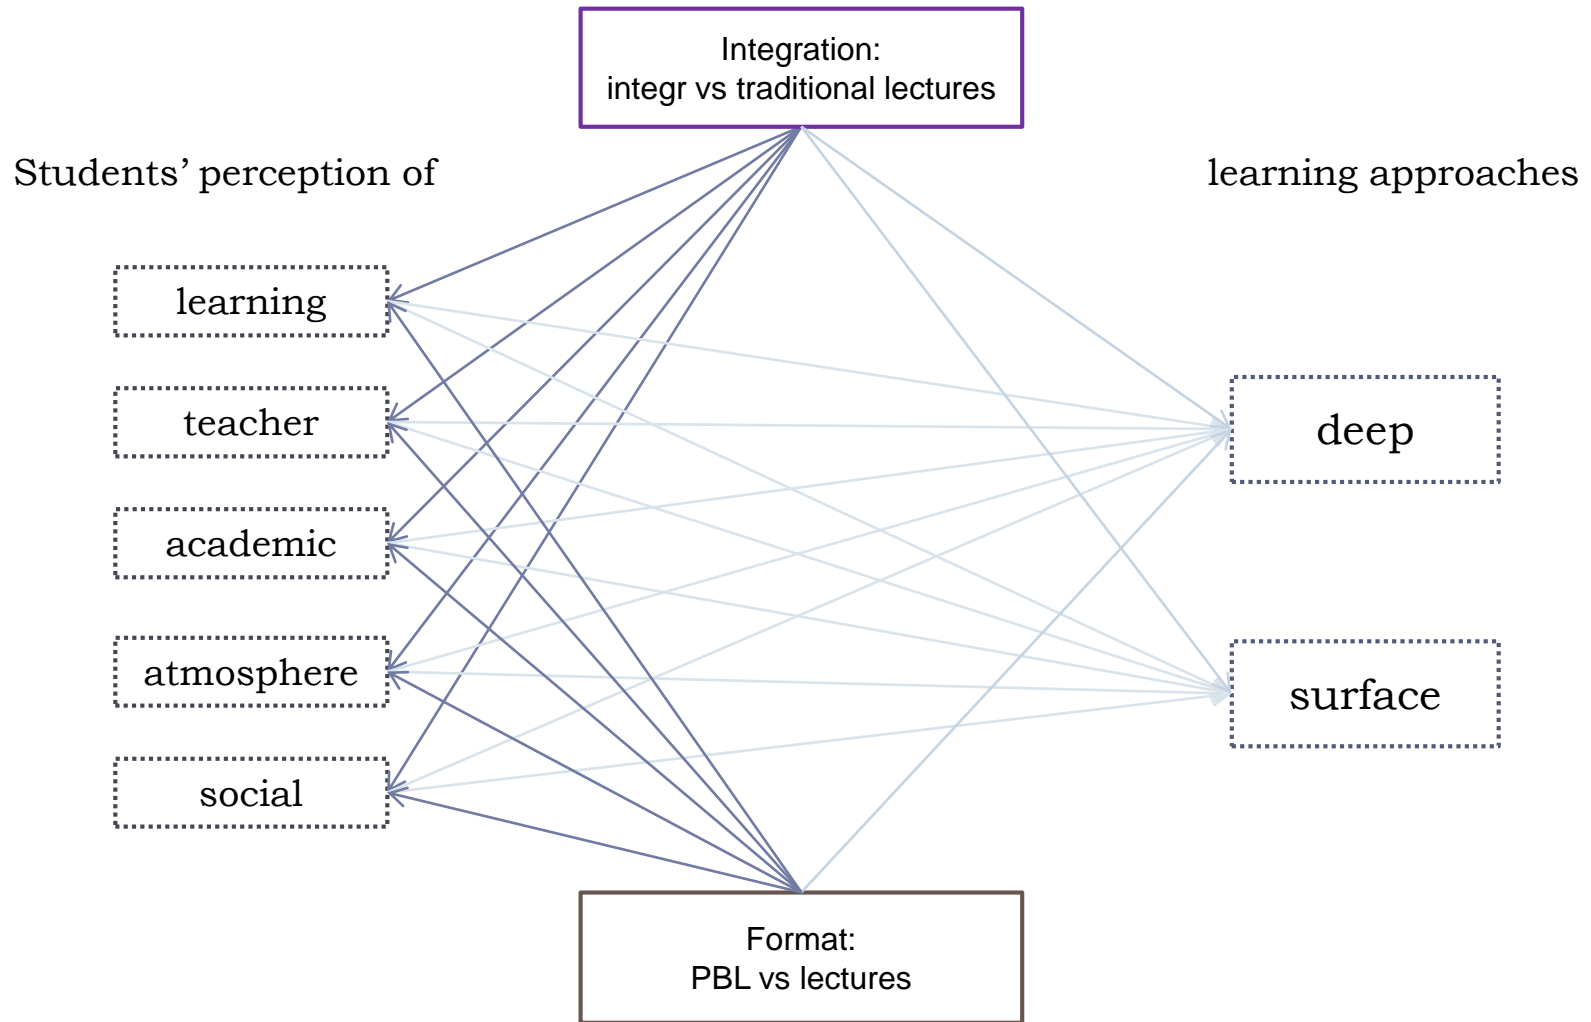 Integration:
integr vs traditional lectures
Students’ perception of
learning approaches
learning
teacher
deep
academic
atmosphere
surface
social
Format:
PBL vs lectures